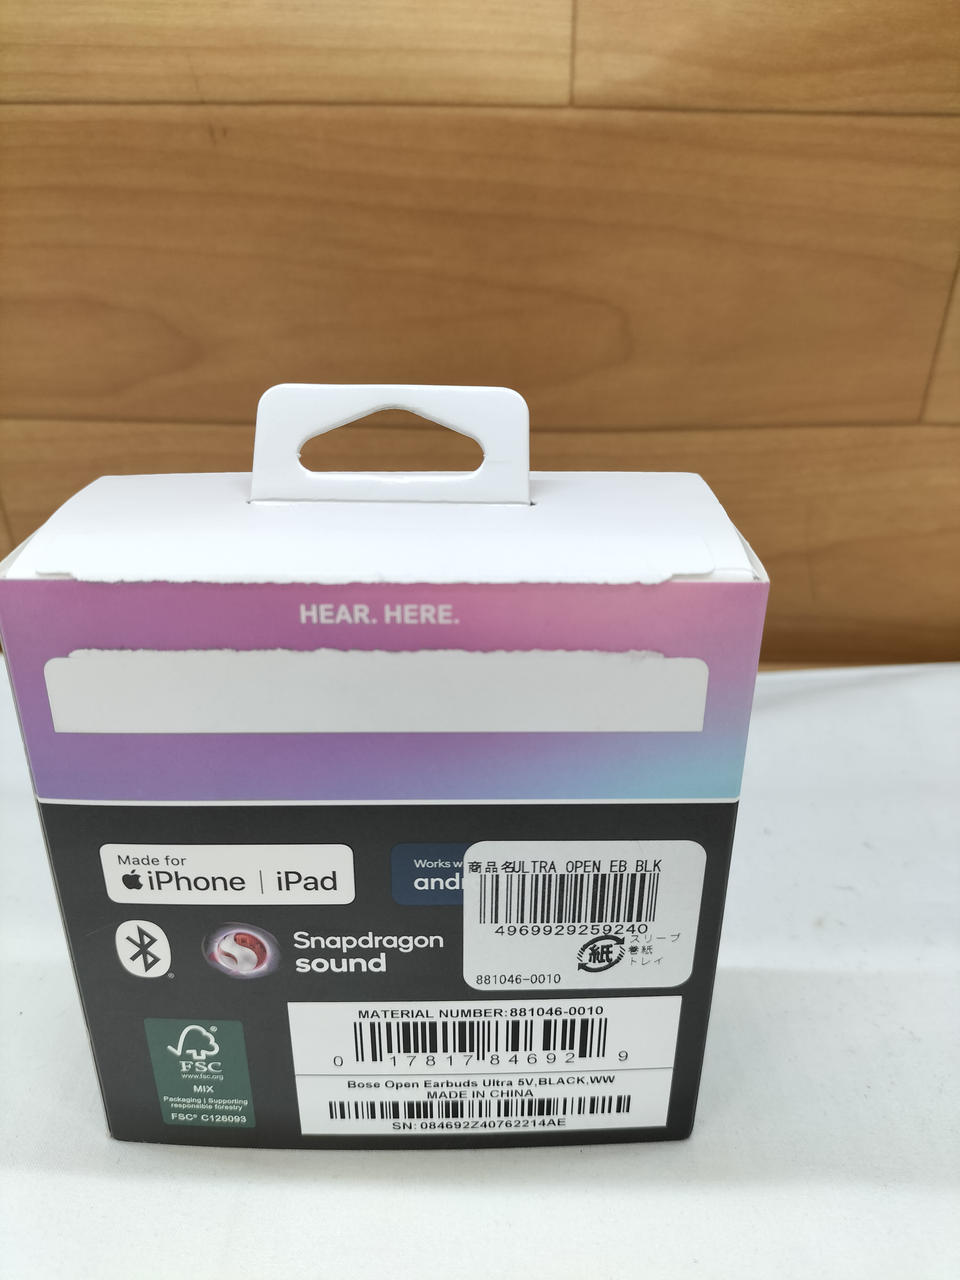 HEAR. HERE.
Made for
iPhone | iPad
Works w
andr
商品名ULTRA OPEN EB BLK
4969929259240
紙
スリーブ
巻紙
トレイ
881046-0010
Snapdragon
sound
MATERIAL NUMBER:881046-0010
0 17817 84692 9
Bose Open Earbuds Ultra 5V,BLACK,WW
MADE IN CHINA
SN: 084692Z40762214AE
FSC
www.fsc.org
MIX
Packaging | Supporting
responsible forestry
FSC® C126093